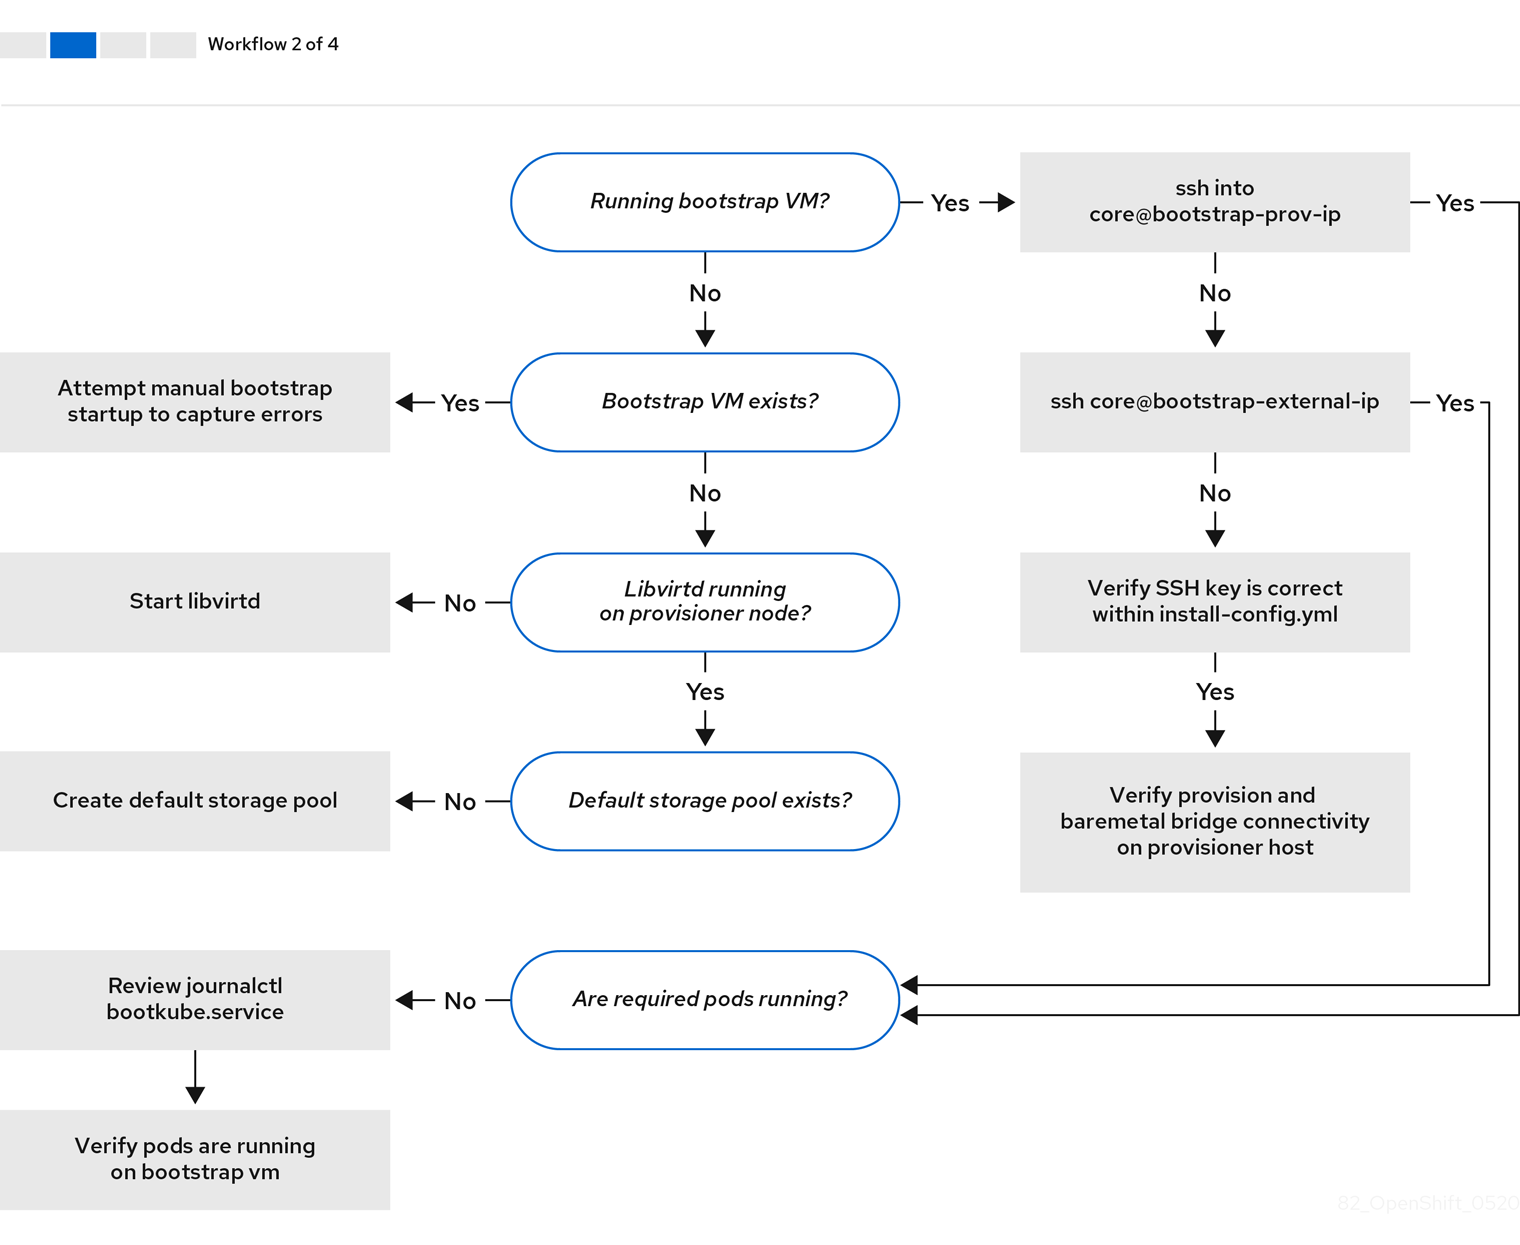 Workflow 2 of 4
Running bootstrap VM?
Yes
ssh into
core@bootstrap-prov-ip
Yes
No
No
Attempt manual bootstrap
startup to capture errors
Yes
Bootstrap VM exists?
ssh core@bootstrap-external-ip
Yes
No
No
Start libvirtd
No
Libvirtd running
on provisioner node?
Verify SSH key is correct
within install-config.yml
Yes
Yes
Create default storage pool
No
Default storage pool exists?
Verify provision and
baremetal bridge connectivity
on provisioner host
Review journalctl
bootkube.service
No
Are required pods running?
Verify pods are running
on bootstrap vm
82_OpenShift_0520